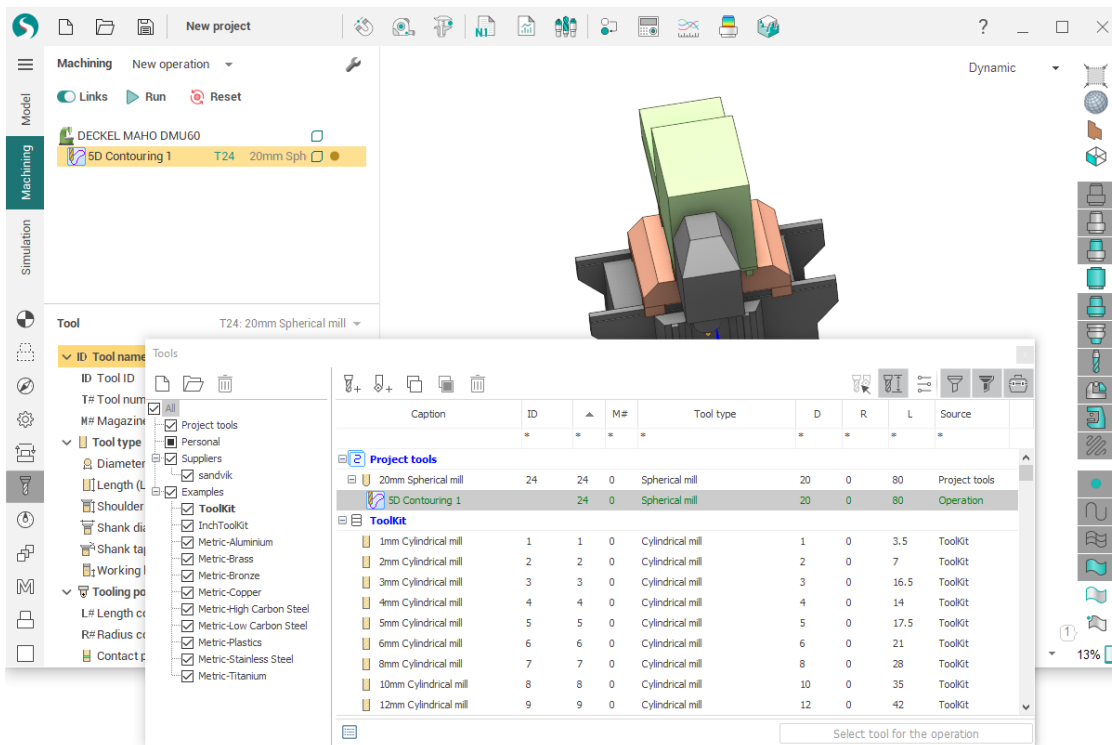 New project
N1
?
Model
Machining
Simulation
Machining New operation
Links Run Reset
DECKEL MAHO DMU60
5D Contouring 1 T24 20mm Sph
Dynamic
Tool T24: 20mm Spherical mill
ID Tool name
ID Tool ID
T# Tool num
M# Magazine
Tool type
Diameter
Length (L
Shoulder
Shank dia
Shank tap
Working l
Tooling po
L# Length co
R# Radius co
Contact p
M
1
13%
Tools
All
Project tools
Personal
Suppliers
sandvik
Examples
ToolKit
InchToolKit
Metric-Aluminium
Metric-Brass
Metric-Bronze
Metric-Copper
Metric-High Carbon Steel
Metric-Low Carbon Steel
Metric-Plastics
Metric-Stainless Steel
Metric-Titanium
Caption ID M# Tool type D R L Source
* * * * * * * *
Project tools
20mm Spherical mill 24 24 0 Spherical mill 20 0 80 Project tools
5D Contouring 1 24 0 Spherical mill 20 0 80 Operation
ToolKit
1mm Cylindrical mill 1 1 0 Cylindrical mill 1 0 3.5 ToolKit
2mm Cylindrical mill 2 2 0 Cylindrical mill 2 0 7 ToolKit
3mm Cylindrical mill 3 3 0 Cylindrical mill 3 0 16.5 ToolKit
4mm Cylindrical mill 4 4 0 Cylindrical mill 4 0 14 ToolKit
5mm Cylindrical mill 5 5 0 Cylindrical mill 5 0 17.5 ToolKit
6mm Cylindrical mill 6 6 0 Cylindrical mill 6 0 21 ToolKit
8mm Cylindrical mill 7 7 0 Cylindrical mill 8 0 28 ToolKit
10mm Cylindrical mill 8 8 0 Cylindrical mill 10 0 35 ToolKit
12mm Cylindrical mill 9 9 0 Cylindrical mill 12 0 42 ToolKit
Select tool for the operation